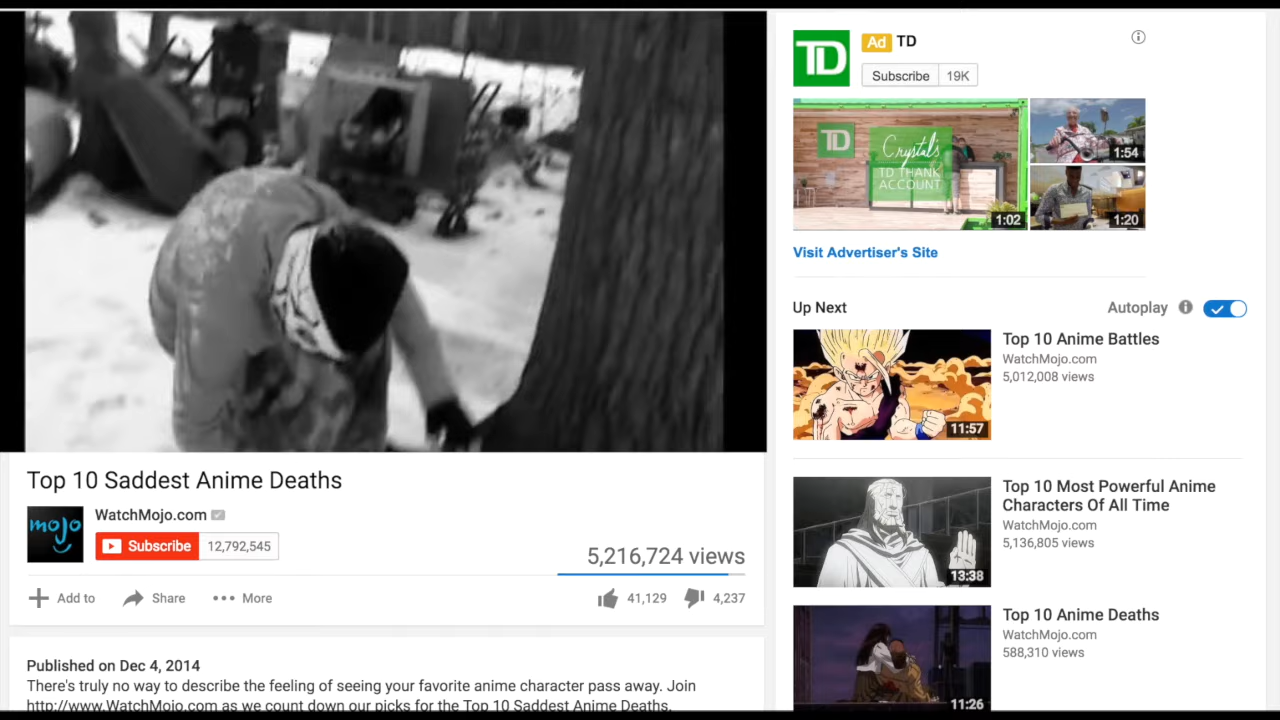 Top 10 Saddest Anime Deaths
mojo
WatchMojo.com
Subscribe 12,792,545
5,216,724 views
Add to Share More
41,129 4,237
Published on Dec 4, 2014
There's truly no way to describe the feeling of seeing your favorite anime character pass away. Join
http://www.WatchMojo.com as we count down our picks for the Top 10 Saddest Anime Deaths.
TD
Ad TD
Subscribe 19K
TD
Crystal's
TD THANK
ACCOUNT
1:02
1:54
1:20
Visit Advertiser's Site
Up Next
Autoplay
11:57
Top 10 Anime Battles
WatchMojo.com
5,012,008 views
13:38
Top 10 Most Powerful Anime
Characters Of All Time
WatchMojo.com
5,136,805 views
11:26
Top 10 Anime Deaths
WatchMojo.com
588,310 views